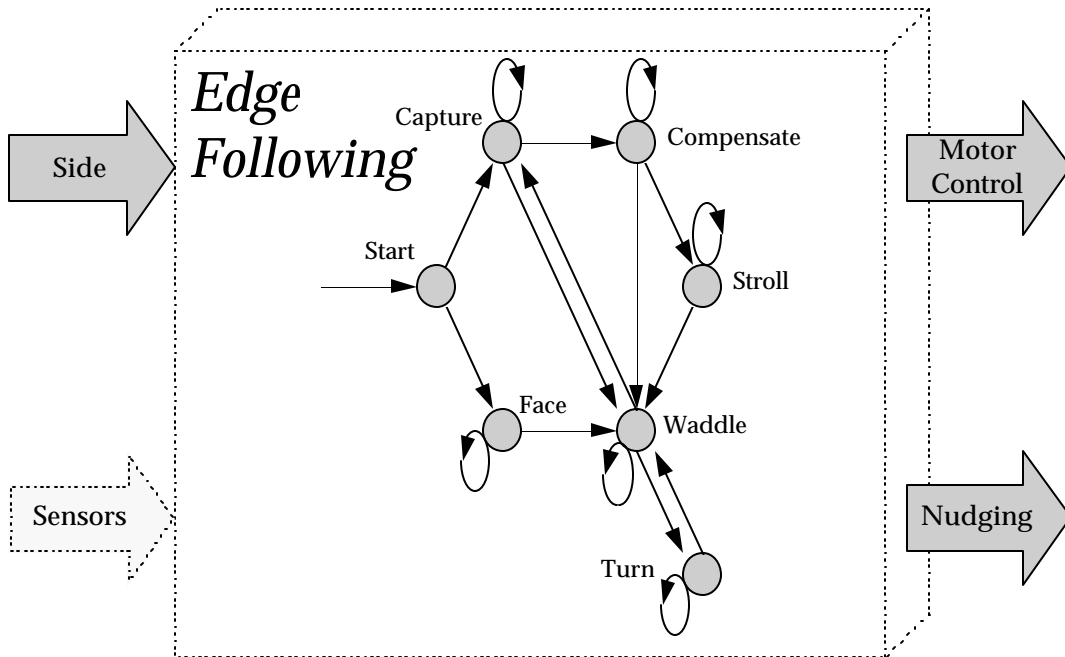 Edge
Following
Capture
Compensate
Side
Motor
Control
Start
Stroll
Face
Waddle
Sensors
Nudging
Turn